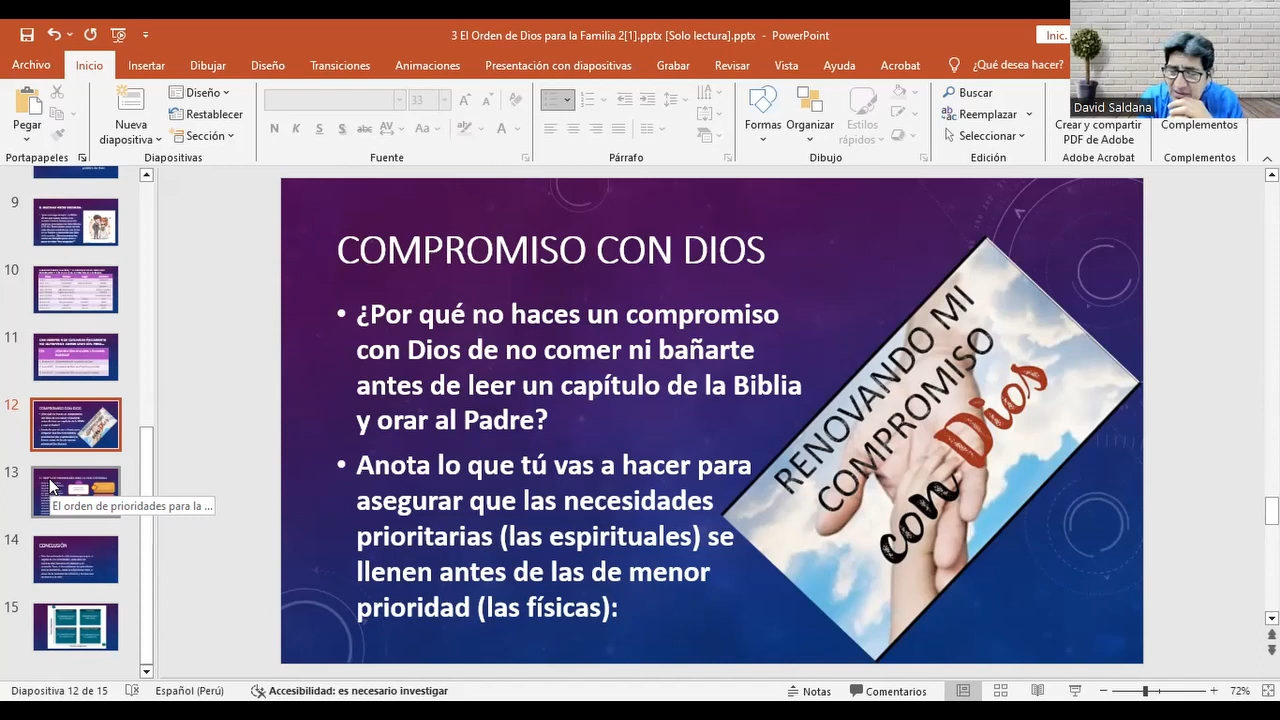 3 El Orden de Dios para la Familia 2[1].pptx [Solo lectura].pptx - PowerPoint
Inic.
Archivo Inicio Insertar Dibujar Diseño Transiciones Animaciones Presentación con diapositivas Grabar Revisar Vista Ayuda Acrobat ¿Qué desea hacer?
David Saldana
Pegar
Nueva
diapositiva
Diseño
Restablecer
Sección
Formas
Organizar
Estilos
rápidos
Buscar
Reemplazar
Seleccionar
Crear y compartir
PDF de Adobe
Complementos
Portapapeles Diapositivas Fuente Párrafo Dibujo Edición Adobe Acrobat Complementos
9
10
11
12
13
El orden de prioridades para la ...
14
CONCLUSIÓN
15
COMPROMISO CON DIOS
• ¿Por qué no haces un compromiso
con Dios de no comer ni bañarte
antes de leer un capítulo de la Biblia
y orar al Padre?
• Anota lo que tú vas a hacer para
asegurar que las necesidades
prioritarias (las espirituales) se
llenen antes de las de menor
prioridad (las físicas):
RENOVANDO MI
COMPROMISO
con Dios
Diapositiva 12 de 15 Español (Perú) Accesibilidad: es necesario investigar Notas Comentarios 72%